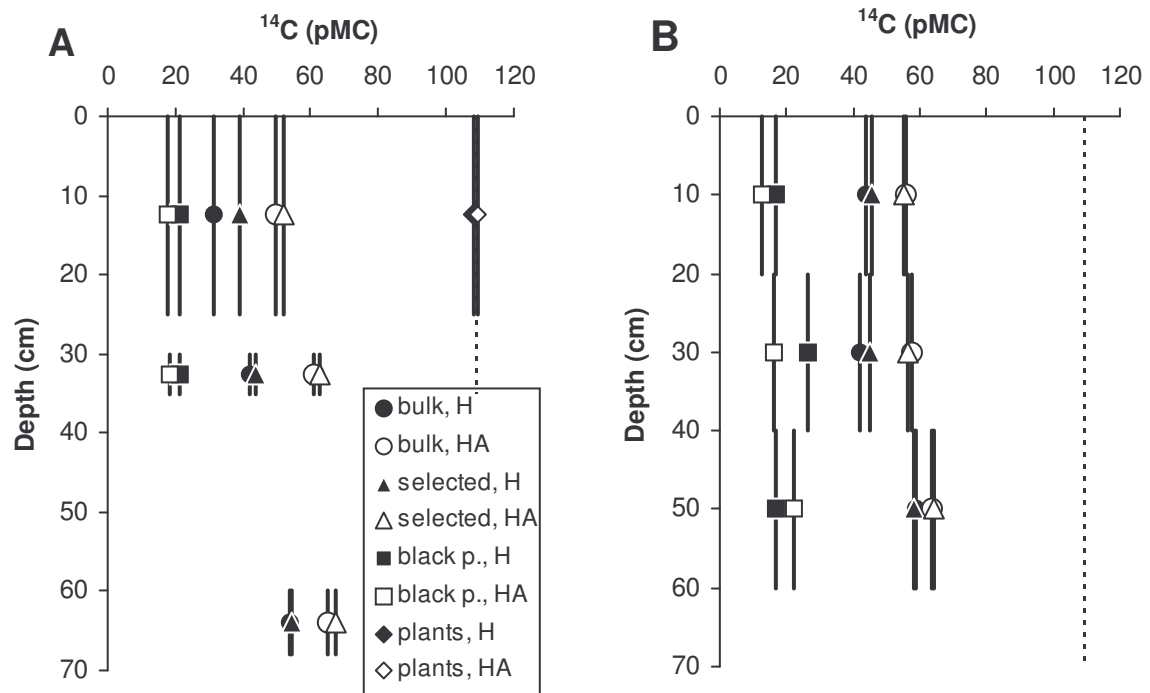 A
¹⁴C (pMC)
0 20 40 60 80 100 120
0
10
20
30
40
50
60
70
Depth (cm)
bulk, H
bulk, HA
selected, H
selected, HA
black p., H
black p., HA
plants, H
plants, HA
B
¹⁴C (pMC)
0 20 40 60 80 100 120
0
10
20
30
40
50
60
70
Depth (cm)